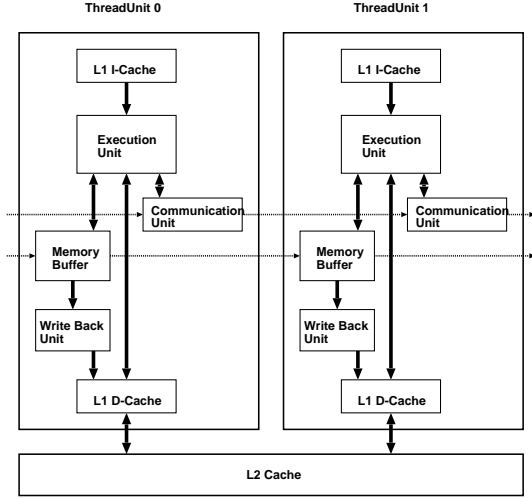 ThreadUnit 0
ThreadUnit 1
L1 I-Cache
L1 I-Cache
Execution
Unit
Execution
Unit
Communication
Unit
Communication
Unit
Memory
Buffer
Memory
Buffer
Write Back
Unit
Write Back
Unit
L1 D-Cache
L1 D-Cache
L2 Cache